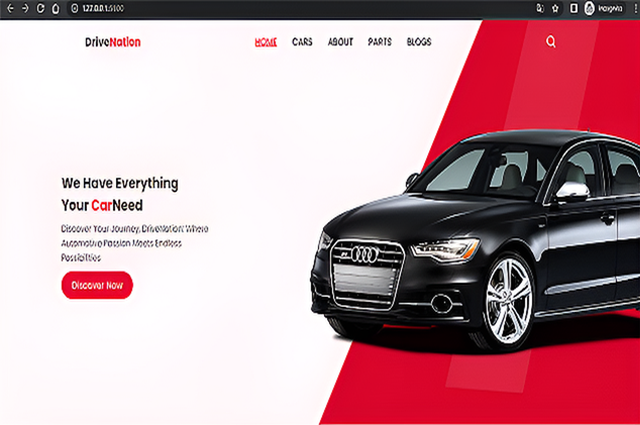 127.0.0.1:5500
Incognito
DriveNation
HOME CARS ABOUT PARTS BLOGS
We Have Everything
Your CarNeed
Discover Your Journey, DriveNation: Where
Automotive Passion Meets Endless
Possibilities
Discover Now